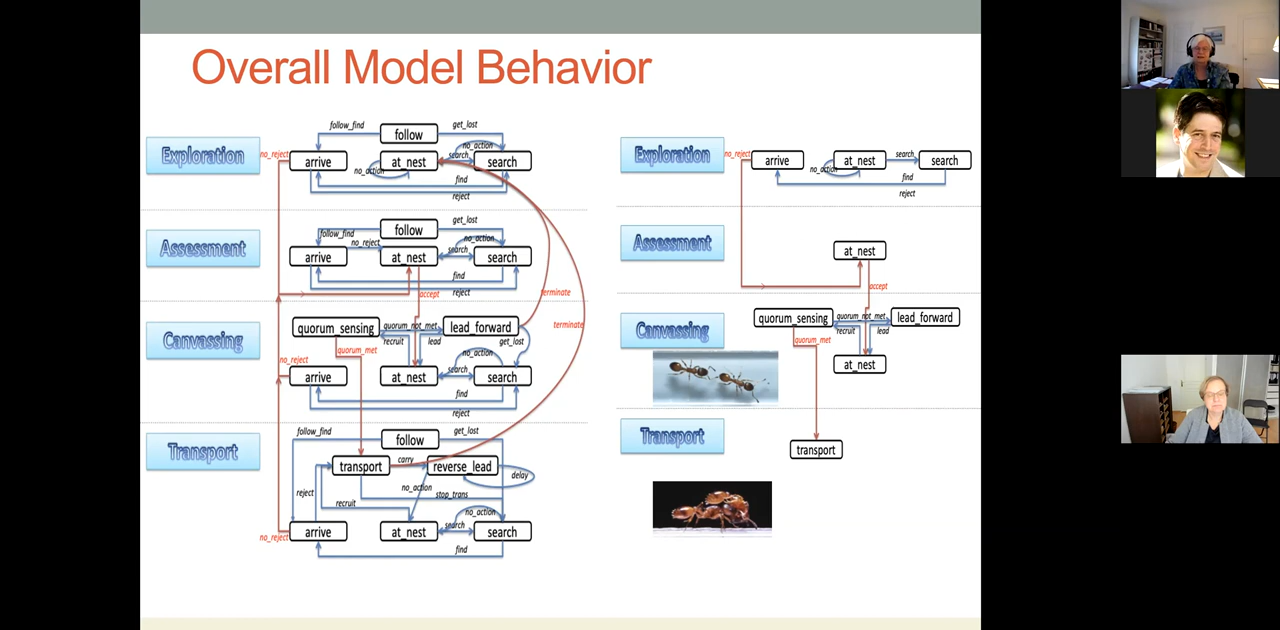 Overall Model Behavior
Exploration
follow_find
follow
get_lost
no_reject
arrive
at_nest
search
no_action
search
no_action
find
reject
Assessment
follow
get_lost
follow_find
no_reject
arrive
at_nest
search
no_action
search
find
reject
accept
terminate
Canvassing
quorum_sensing
quorum_not_met
lead_forward
recruit
lead
get_lost
quorum_met
terminate
no_reject
arrive
at_nest
search
no_action
search
find
reject
Transport
follow_find
follow
get_lost
transport
carry
reverse_lead
delay
reject
no_action
stop_trans
recruit
no_action
arrive
at_nest
search
search
no_reject
find
Exploration
no_reject
arrive
at_nest
search
search
no_action
find
reject
Assessment
at_nest
accept
Canvassing
quorum_sensing
quorum_not_met
lead_forward
recruit
lead
quorum_met
at_nest
Transport
transport